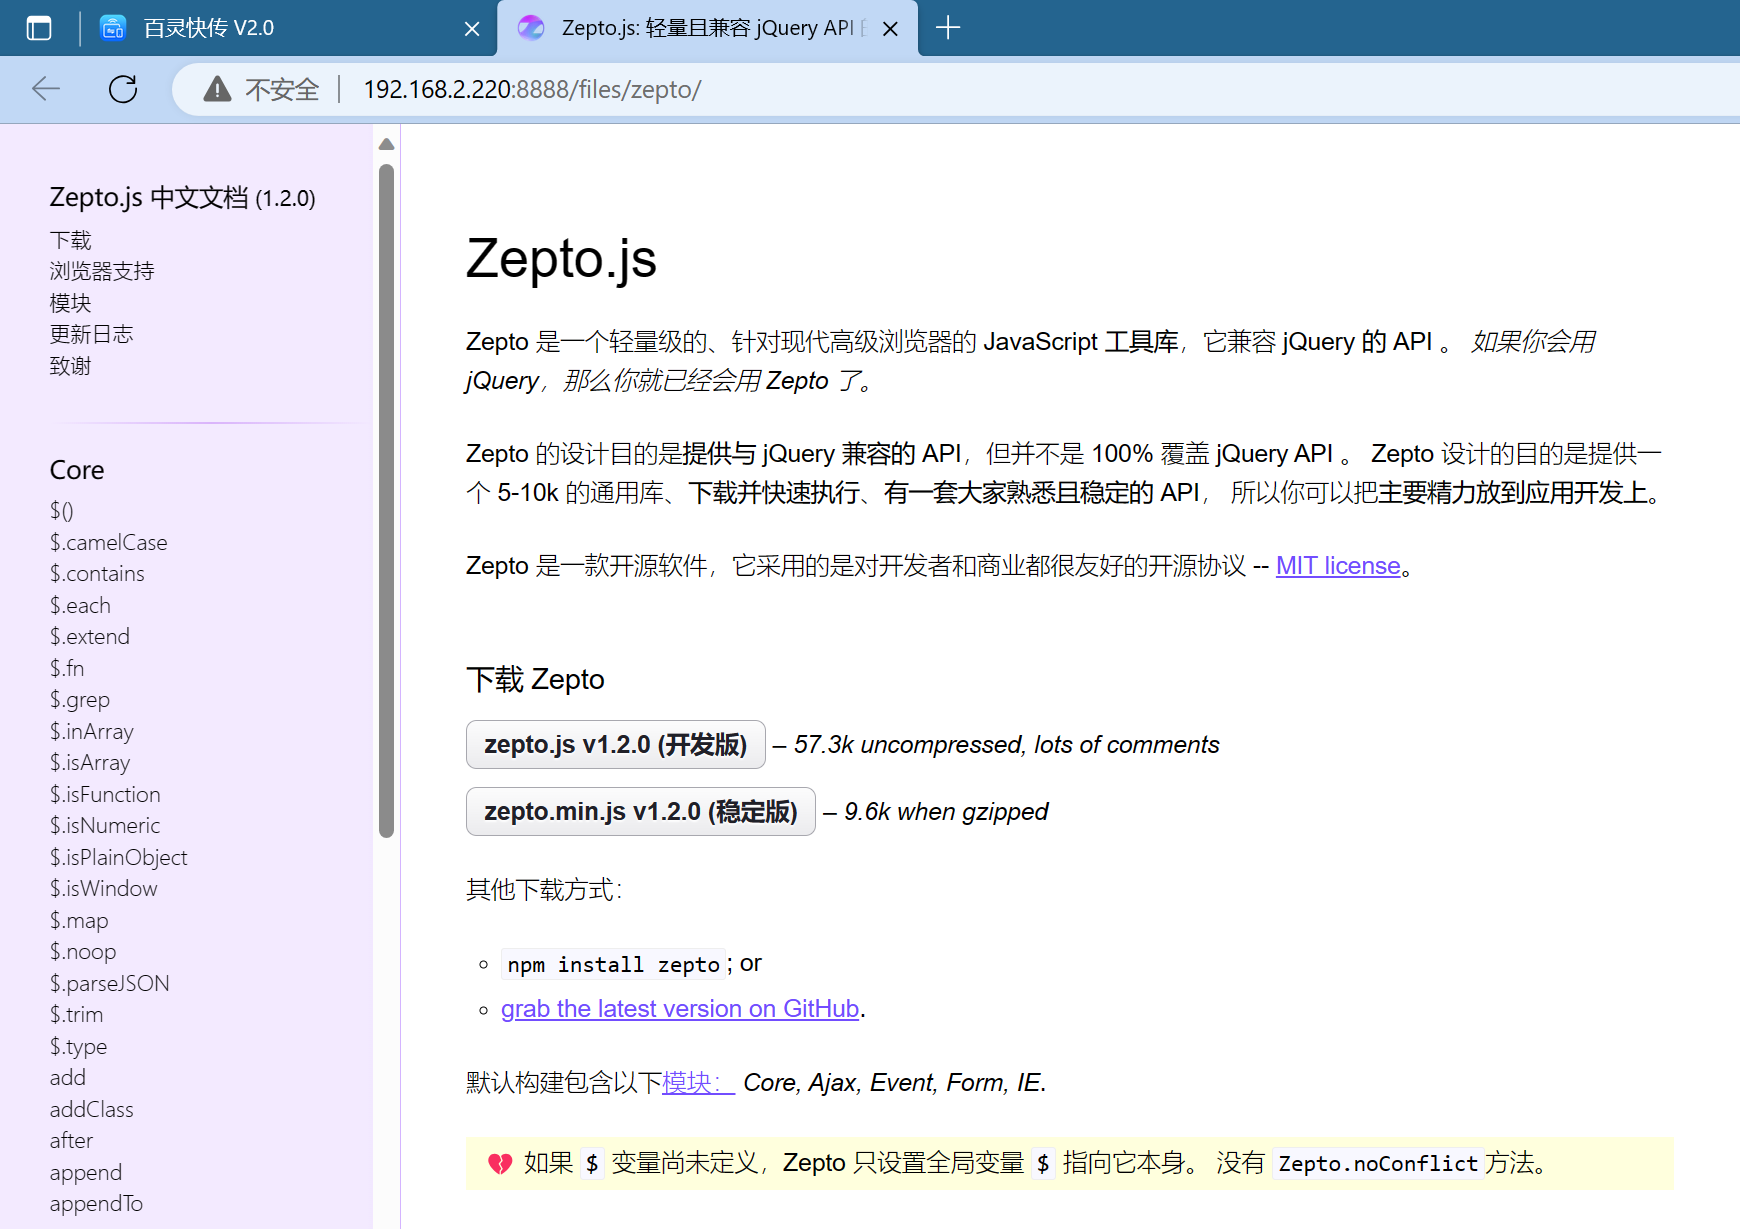 百灵快传 V2.0
Zepto.js: 轻量且兼容 jQuery API
不安全
192.168.2.220:8888/files/zepto/
Zepto.js 中文文档 (1.2.0)
下载
浏览器支持
模块
更新日志
致谢
Core
$()
$.camelCase
$.contains
$.each
$.extend
$.fn
$.grep
$.inArray
$.isArray
$.isFunction
$.isNumeric
$.isPlainObject
$.isWindow
$.map
$.noop
$.parseJSON
$.trim
$.type
add
addClass
after
append
appendTo
Zepto.js
Zepto 是一个轻量级的、针对现代高级浏览器的 JavaScript 工具库，它兼容 jQuery 的 API 。 如果你会用
jQuery，那么你就已经会用 Zepto 了。
Zepto 的设计目的是提供与 jQuery 兼容的 API，但并不是 100% 覆盖 jQuery API 。 Zepto 设计的目的是提供一
个 5-10k 的通用库、下载并快速执行、有一套大家熟悉且稳定的 API， 所以你可以把主要精力放到应用开发上。
Zepto 是一款开源软件，它采用的是对开发者和商业都很友好的开源协议 -- MIT license。
下载 Zepto
zepto.js v1.2.0 (开发版) – 57.3k uncompressed, lots of comments
zepto.min.js v1.2.0 (稳定版) – 9.6k when gzipped
其他下载方式：
npm install zepto; or
grab the latest version on GitHub.
默认构建包含以下模块： Core, Ajax, Event, Form, IE.
如果 $ 变量尚未定义，Zepto 只设置全局变量 $ 指向它本身。 没有 Zepto.noConflict 方法。